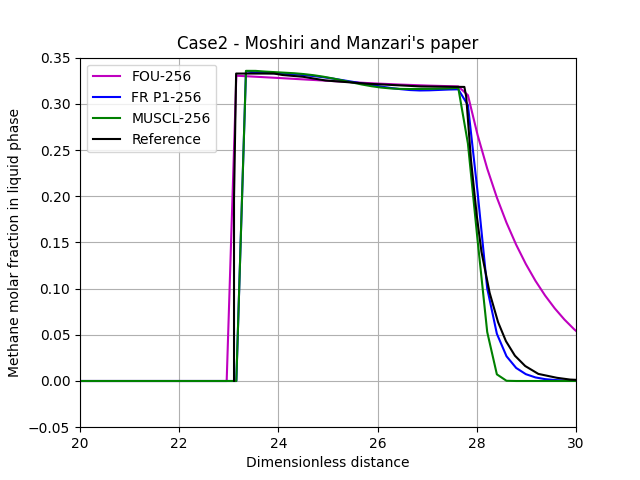 Case2 - Moshiri and Manzari's paper
Methane molar fraction in liquid phase
0.35
0.30
0.25
0.20
0.15
0.10
0.05
0.00
−0.05
FOU-256
FR P1-256
MUSCL-256
Reference
20 22 24 26 28 30
Dimensionless distance